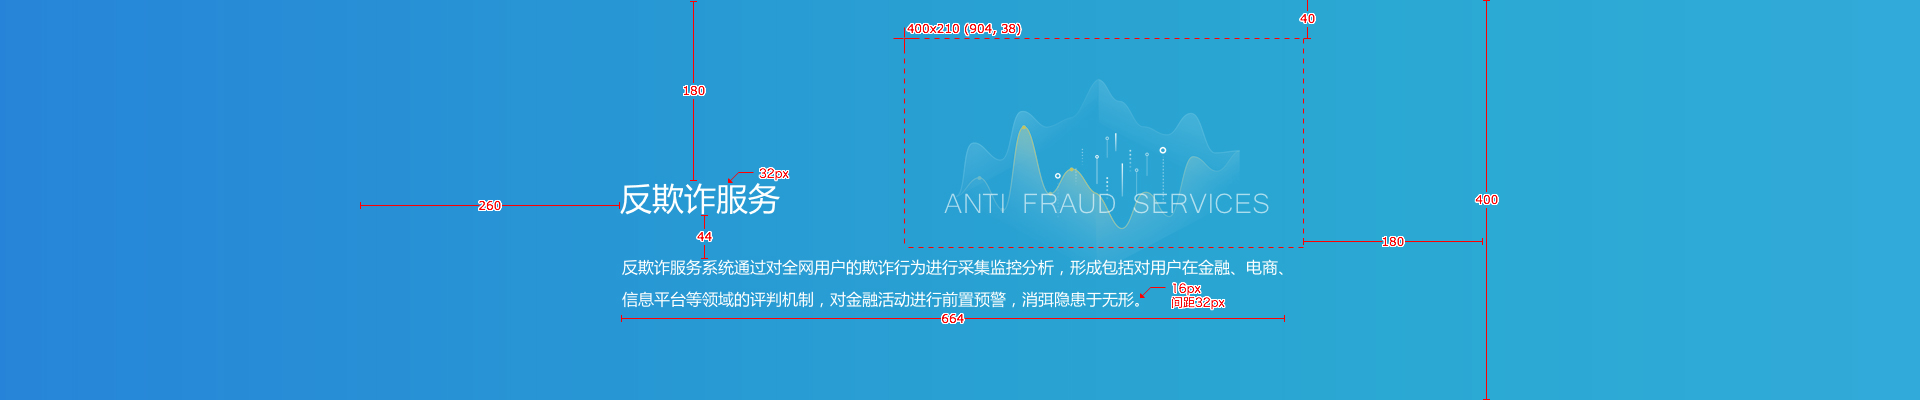 40
400x210 (904, 38)
180
32px
反欺诈服务
ANTI FRAUD SERVICES
260
400
44
180
反欺诈服务系统通过对全网用户的欺诈行为进行采集监控分析，形成包括对用户在金融、电商、
信息平台等领域的评判机制，对金融活动进行前置预警，消弭隐患于无形。
16px
间距32px
664